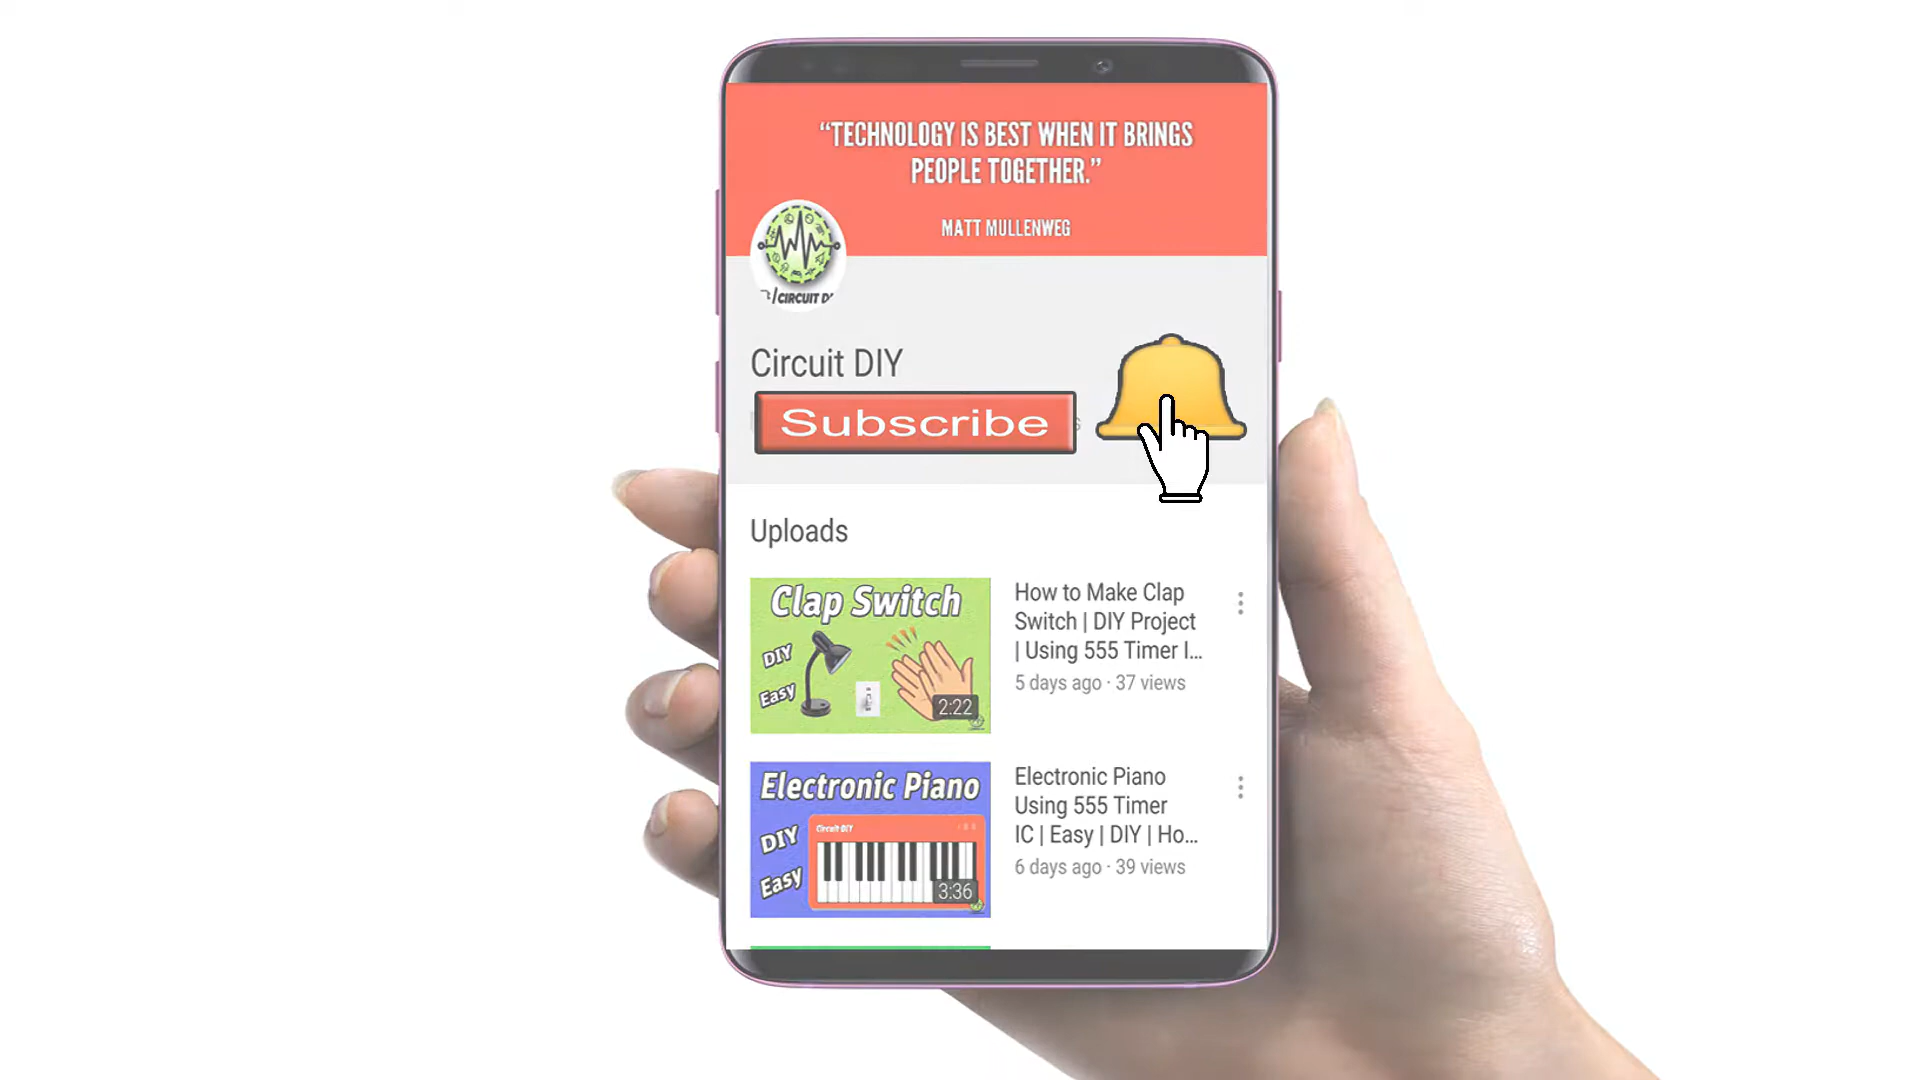 “TECHNOLOGY IS BEST WHEN IT BRINGS
PEOPLE TOGETHER.”
MATT MULLENWEG
/CIRCUIT DI
Circuit DIY
Subscribe
Uploads
Clap Switch
DIY
Easy
2:22
How to Make Clap
Switch | DIY Project
| Using 555 Timer I...
5 days ago · 37 views
Electronic Piano
Circuit DIY
DIY
Easy
3:36
Electronic Piano
Using 555 Timer
IC | Easy | DIY | Ho...
6 days ago · 39 views